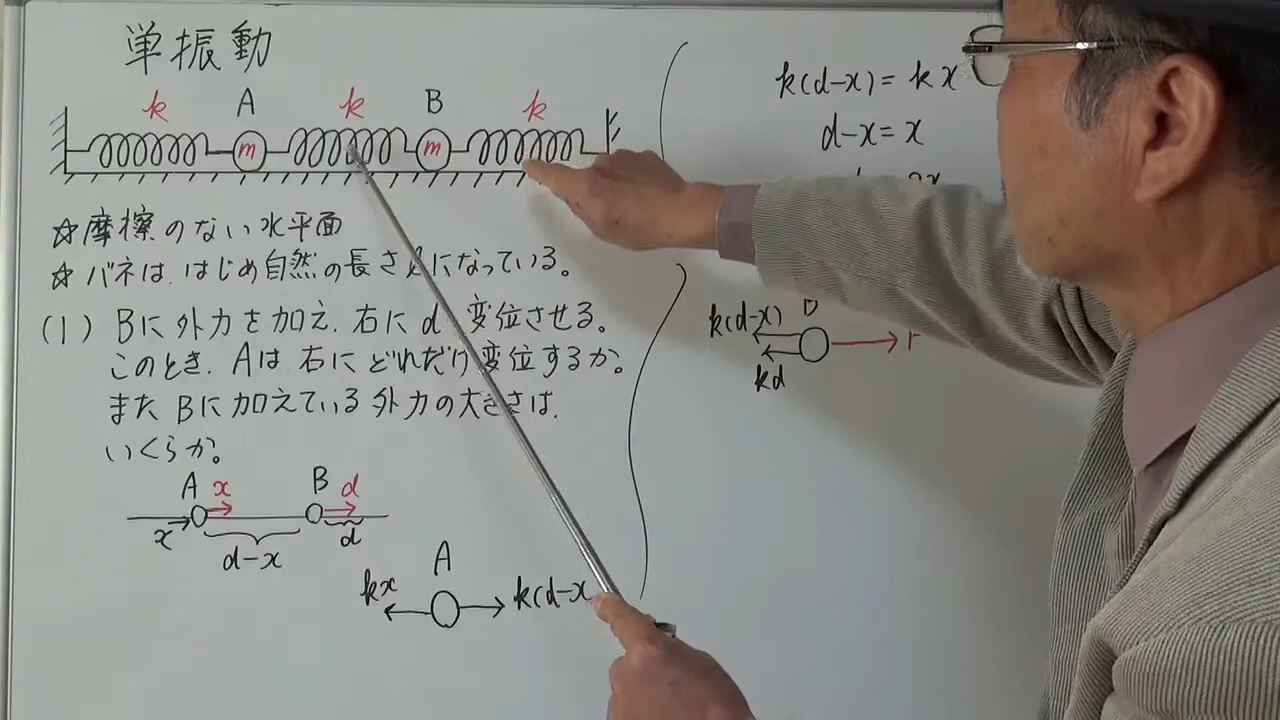 単振動
k A k B k
m m
☆摩擦のない水平面
☆バネは、はじめ自然の長さℓになっている。
(1) Bに外力を加え、右にd変位させる。
このとき、Aは右にどれだけ変位するか。
またBに加えている外力の大きさは、
いくらか。
A x B d
x d-x d
A
kx k(d-x
k(d-x) = kx
d-x = x
k(d-x)
kd